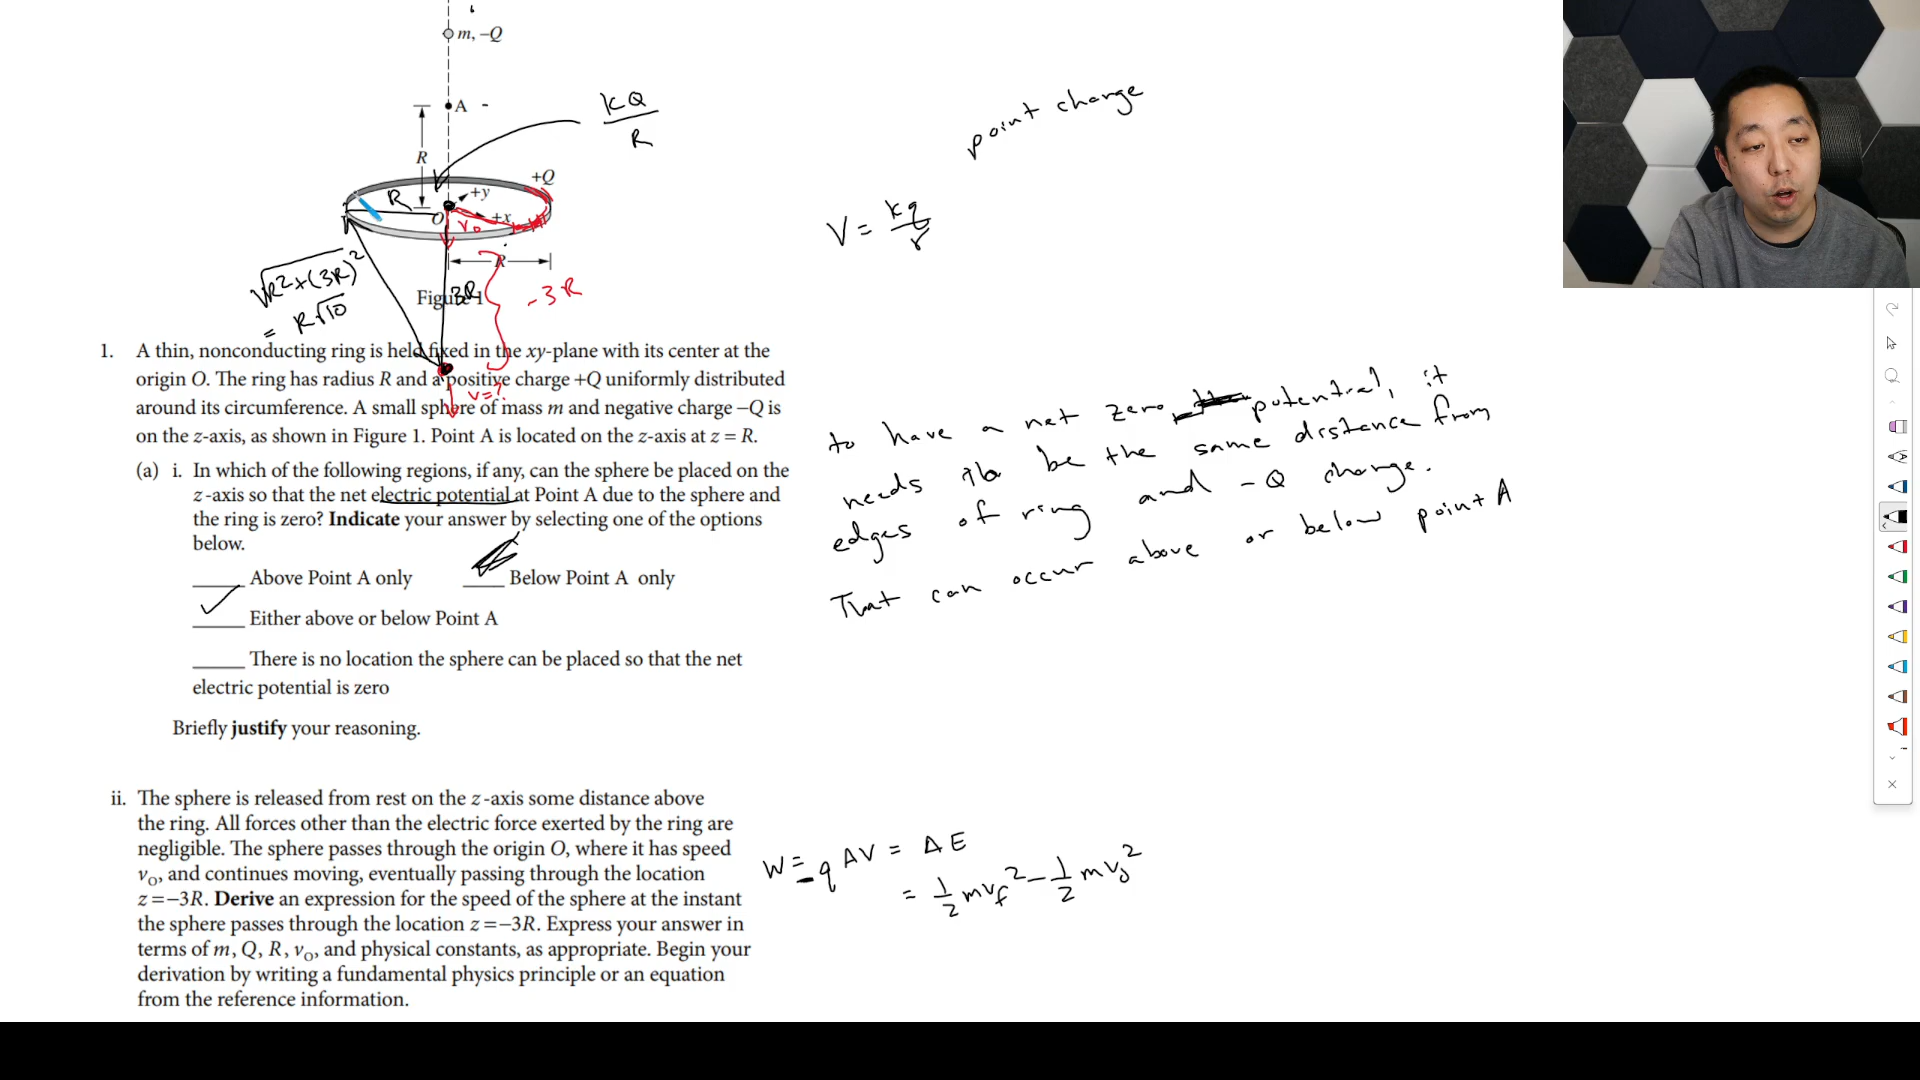 m, −Q
A -
kQ
R
R
+Q
R
+y
O
+x
v₀
R
3R
-3R
Figure 1
√R²+(3R)²
= R√10
v=?
point charge
V = kq
r
1. A thin, nonconducting ring is held fixed in the xy-plane with its center at the
origin O. The ring has radius R and a positive charge +Q uniformly distributed
around its circumference. A small sphere of mass m and negative charge −Q is
on the z-axis, as shown in Figure 1. Point A is located on the z-axis at z = R.
(a) i. In which of the following regions, if any, can the sphere be placed on the
z-axis so that the net electric potential at Point A due to the sphere and
the ring is zero? Indicate your answer by selecting one of the options
below.
____ Above Point A only ____ Below Point A only
____ Either above or below Point A
____ There is no location the sphere can be placed so that the net
electric potential is zero
Briefly justify your reasoning.
to have a net zero potential, it
needs to be the same distance from
edges of ring and -Q charge.
That can occur above or below point A
ii. The sphere is released from rest on the z-axis some distance above
the ring. All forces other than the electric force exerted by the ring are
negligible. The sphere passes through the origin O, where it has speed
v₀, and continues moving, eventually passing through the location
z=−3R. Derive an expression for the speed of the sphere at the instant
the sphere passes through the location z=−3R. Express your answer in
terms of m, Q, R, v₀, and physical constants, as appropriate. Begin your
derivation by writing a fundamental physics principle or an equation
from the reference information.
W = -qΔV = ΔE
= ½mvf² - ½mv₀²